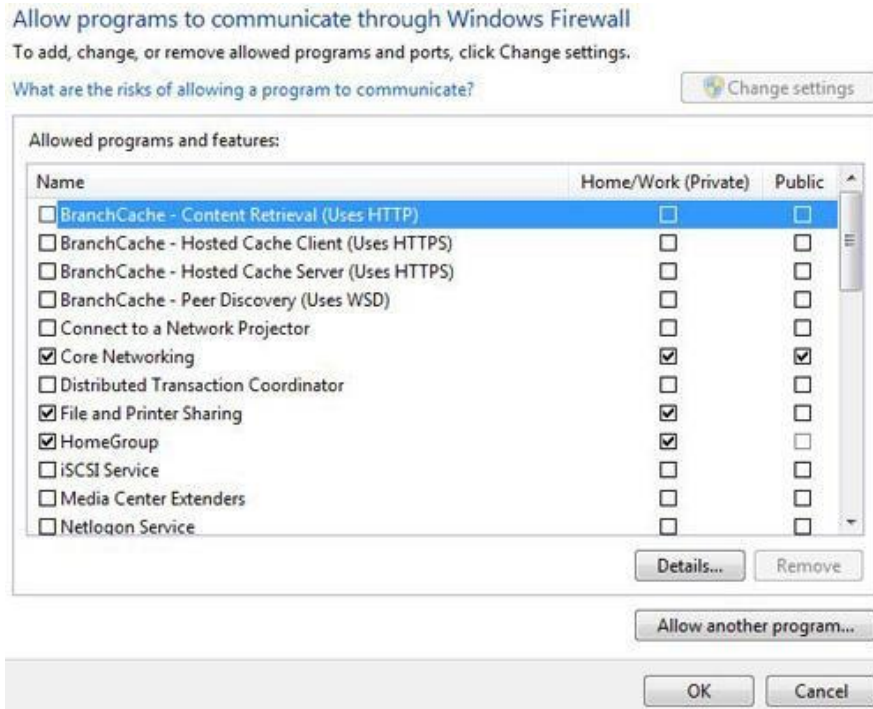 Allow programs to communicate through Windows Firewall
To add, change, or remove allowed programs and ports, click Change settings.
What are the risks of allowing a program to communicate?
Change settings
Allowed programs and features:
Name Home/Work (Private) Public
BranchCache - Content Retrieval (Uses HTTP)
BranchCache - Hosted Cache Client (Uses HTTPS)
BranchCache - Hosted Cache Server (Uses HTTPS)
BranchCache - Peer Discovery (Uses WSD)
Connect to a Network Projector
Core Networking
Distributed Transaction Coordinator
File and Printer Sharing
HomeGroup
iSCSI Service
Media Center Extenders
Netlogon Service
Details... Remove
Allow another program...
OK Cancel